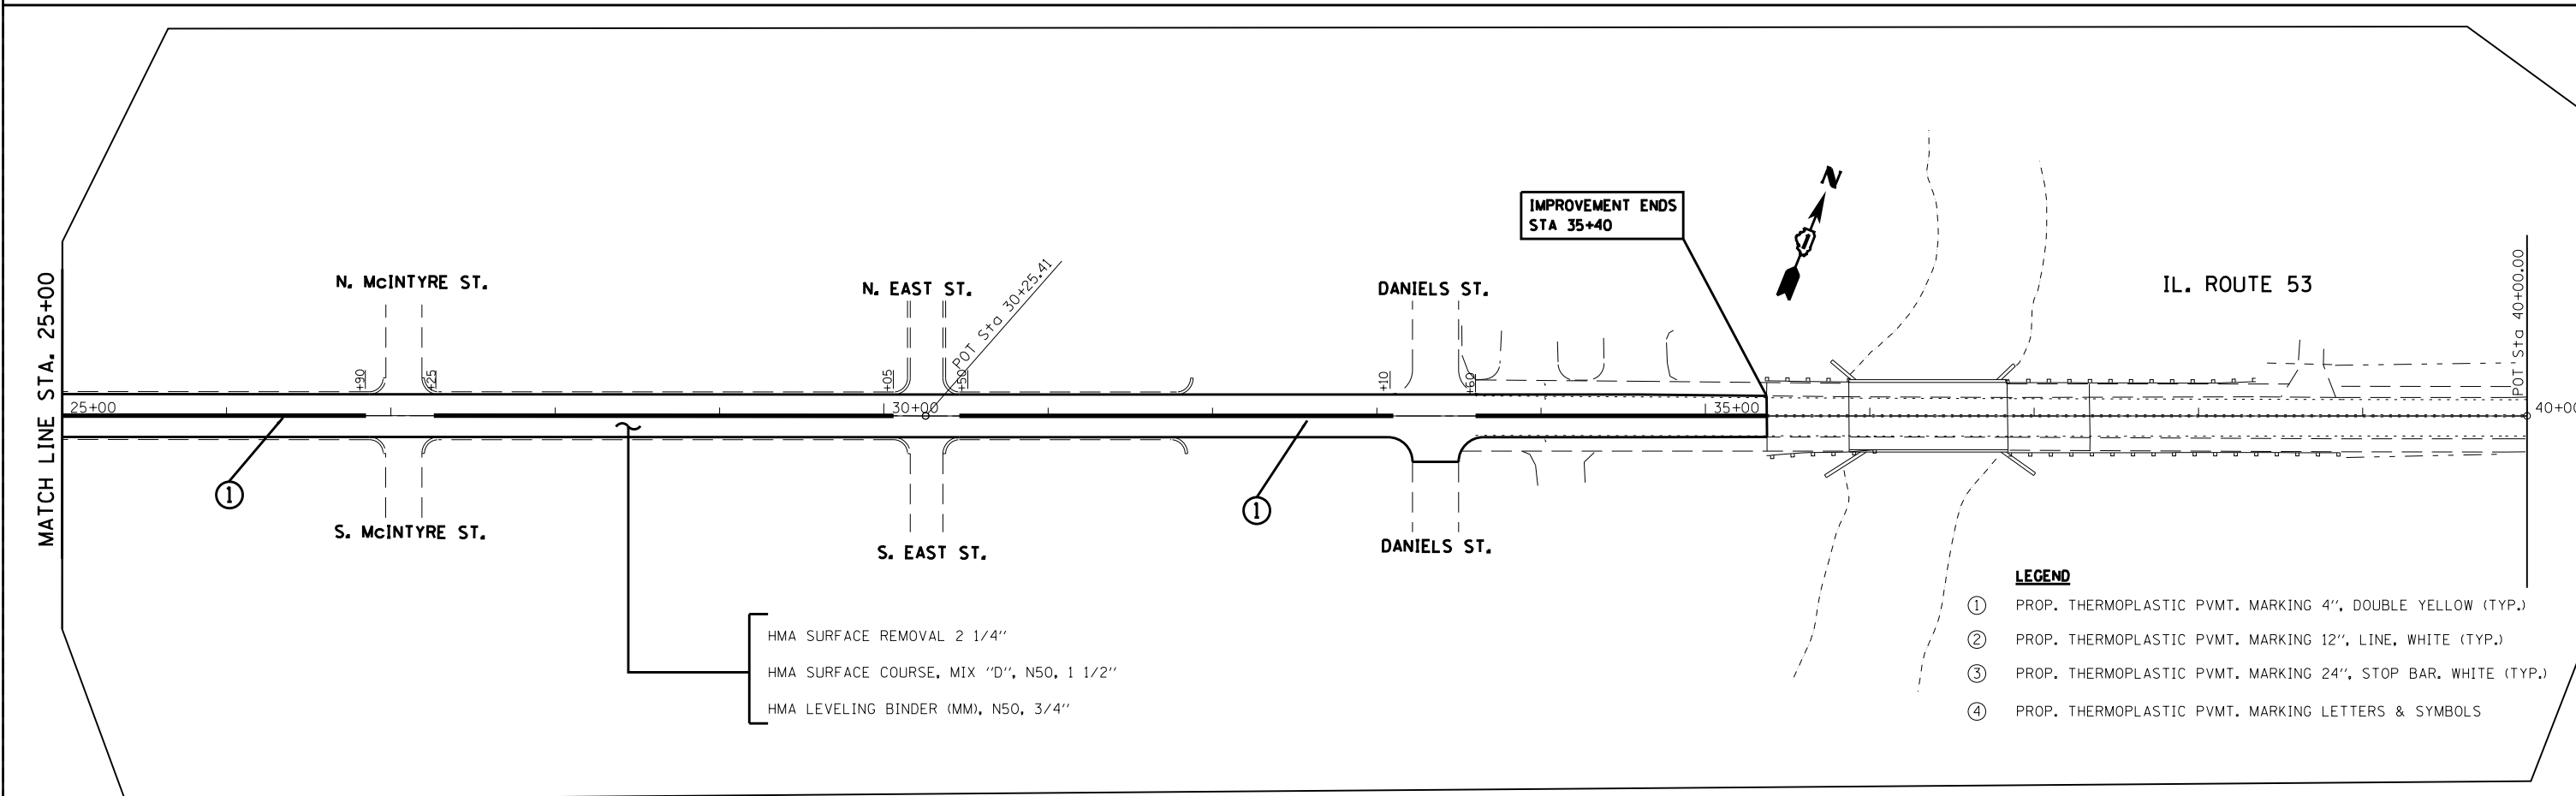 MATCH LINE STA. 25+00
N. McINTYRE ST.
N. EAST ST.
POT Sta 30+25.41
DANIELS ST.
IMPROVEMENT ENDS
STA 35+40
N
IL. ROUTE 53
POT Sta 40+00.00
+90
+25
+05
+50
+10
+60
25+00
30+00
35+00
40+00
1
1
S. McINTYRE ST.
S. EAST ST.
DANIELS ST.
HMA SURFACE REMOVAL 2 1/4"
HMA SURFACE COURSE, MIX "D", N50, 1 1/2"
HMA LEVELING BINDER (MM), N50, 3/4"
LEGEND
1 PROP. THERMOPLASTIC PVMT. MARKING 4", DOUBLE YELLOW (TYP.)
2 PROP. THERMOPLASTIC PVMT. MARKING 12", LINE, WHITE (TYP.)
3 PROP. THERMOPLASTIC PVMT. MARKING 24", STOP BAR. WHITE (TYP.)
4 PROP. THERMOPLASTIC PVMT. MARKING LETTERS & SYMBOLS